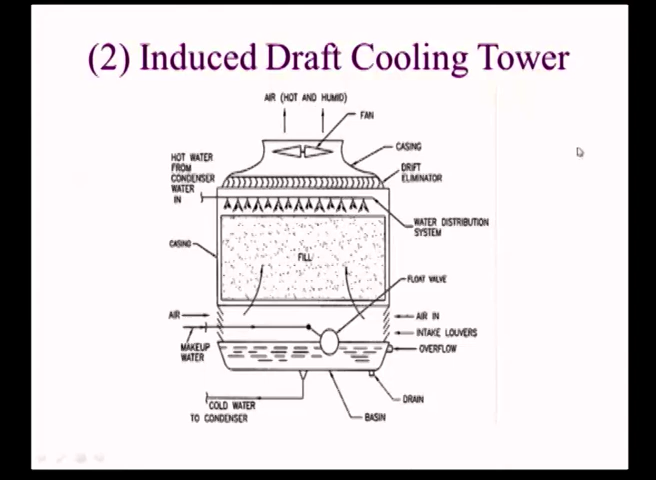 (2) Induced Draft Cooling Tower
AIR (HOT AND HUMID)
FAN
CASING
HOT WATER
FROM
CONDENSER
WATER
IN
DRIFT
ELIMINATOR
WATER DISTRIBUTION
SYSTEM
CASING
FILL
FLOAT VALVE
AIR
AIR IN
INTAKE LOUVERS
MAKEUP
WATER
OVERFLOW
DRAIN
COLD WATER
TO CONDENSER
BASIN